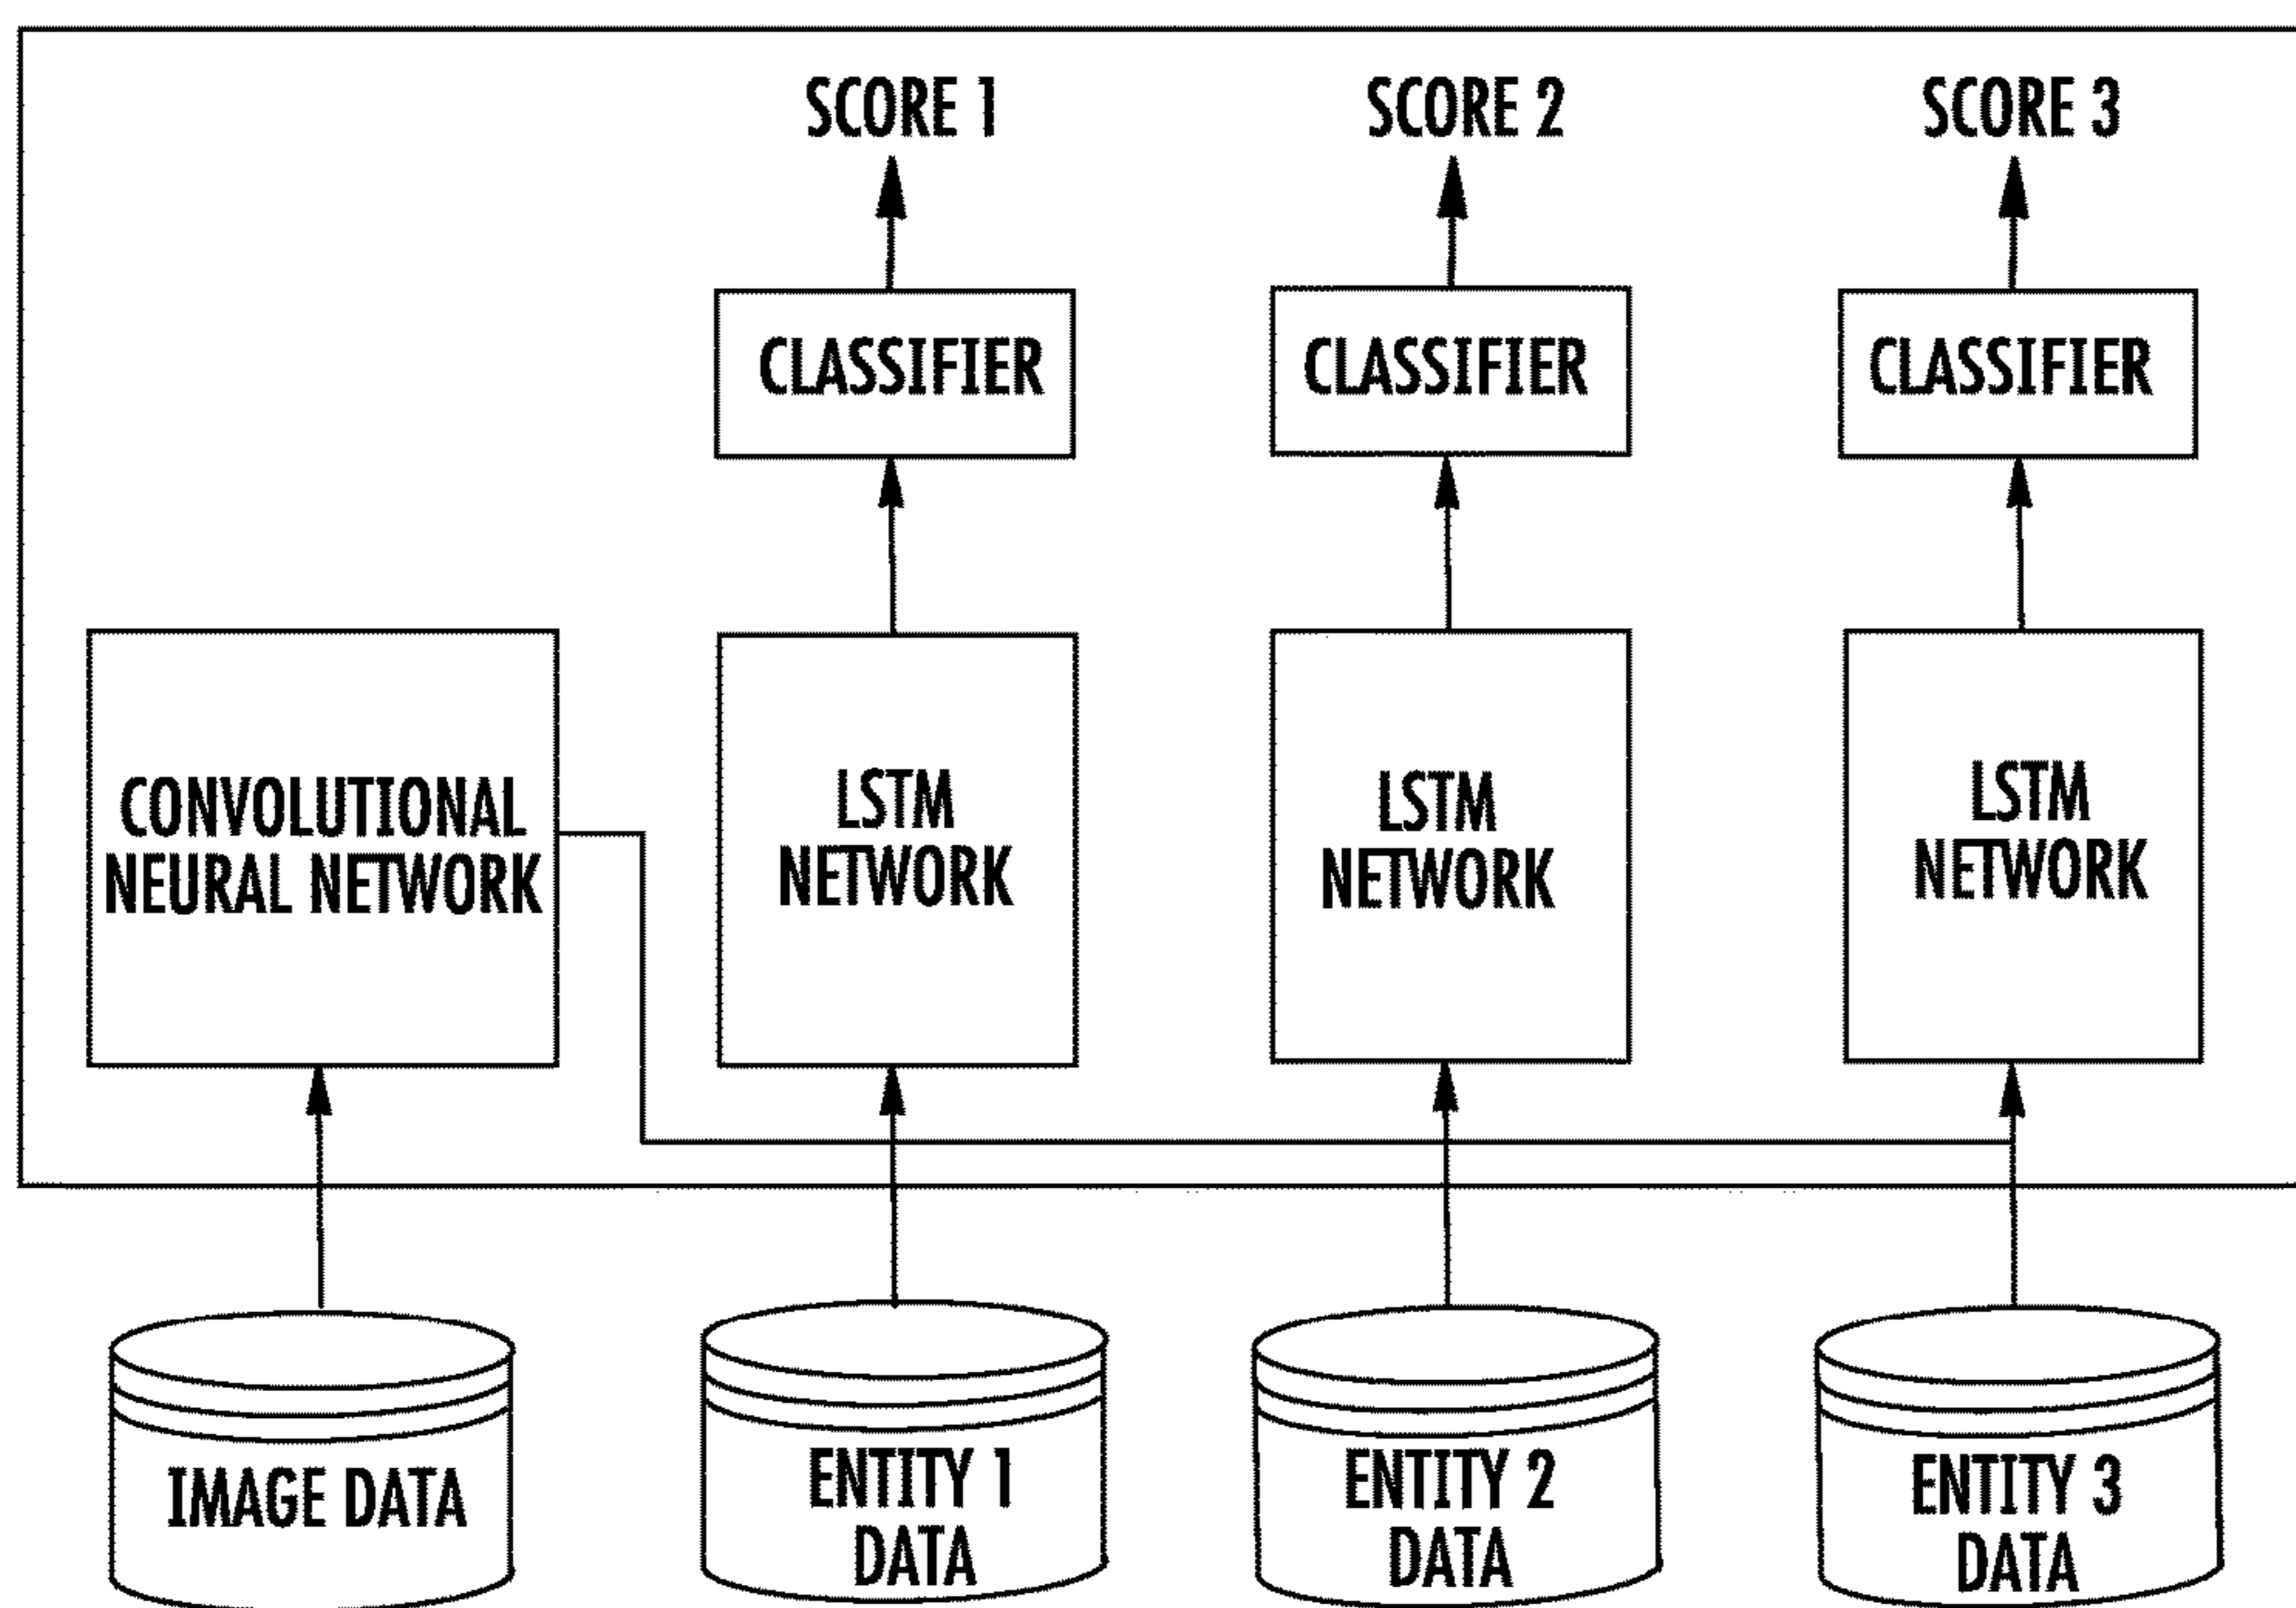 SCORE 1
SCORE 2
SCORE 3
CLASSIFIER
CLASSIFIER
CLASSIFIER
CONVOLUTIONAL
NEURAL NETWORK
LSTM
NETWORK
LSTM
NETWORK
LSTM
NETWORK
IMAGE DATA
ENTITY 1
DATA
ENTITY 2
DATA
ENTITY 3
DATA